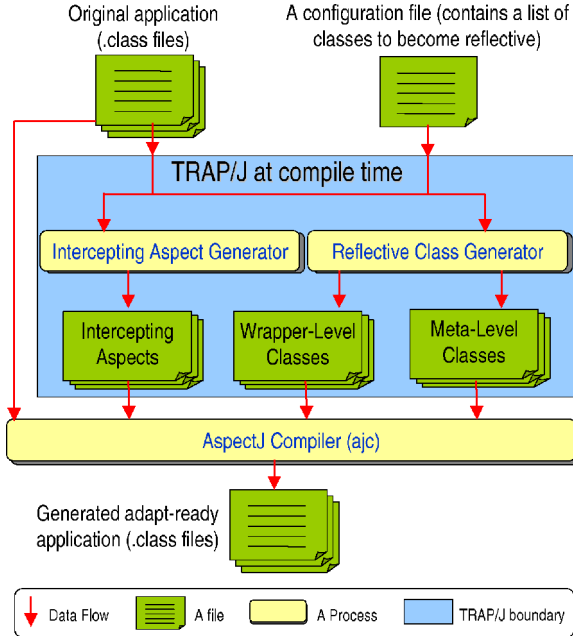 Original application
(.class files)
A configuration file (contains a list of
classes to become reflective)
TRAP/J at compile time
Intercepting Aspect Generator
Reflective Class Generator
Intercepting
Aspects
Wrapper-Level
Classes
Meta-Level
Classes
AspectJ Compiler (ajc)
Generated adapt-ready
application (.class files)
Data Flow
A file
A Process
TRAP/J boundary